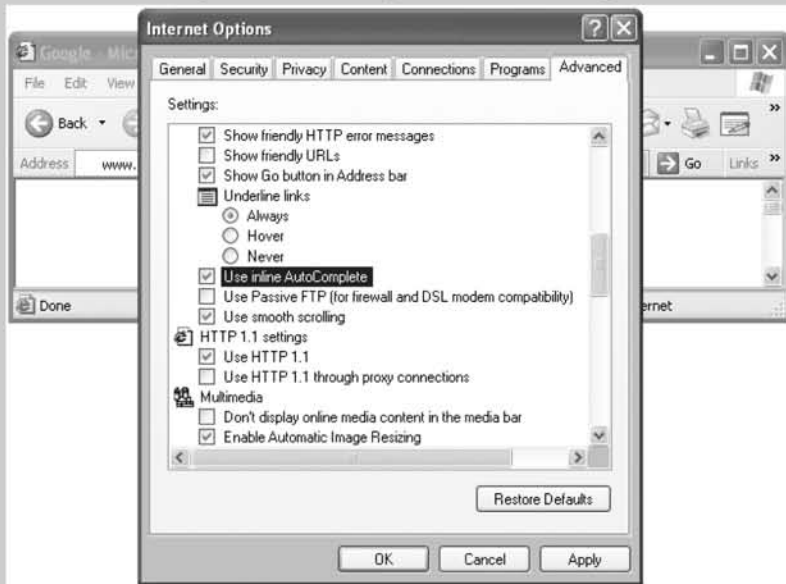 Internet Options
Google - Micr
File Edit View
Back
Address www.
Go Links
General Security Privacy Content Connections Programs Advanced
Settings:
Show friendly HTTP error messages
Show friendly URLs
Show Go button in Address bar
Underline links
Always
Hover
Never
Use inline AutoComplete
Use Passive FTP (for firewall and DSL modem compatibility)
Use smooth scrolling
HTTP 1.1 settings
Use HTTP 1.1
Use HTTP 1.1 through proxy connections
Multimedia
Don't display online media content in the media bar
Enable Automatic Image Resizing
Done
ernet
Restore Defaults
OK Cancel Apply